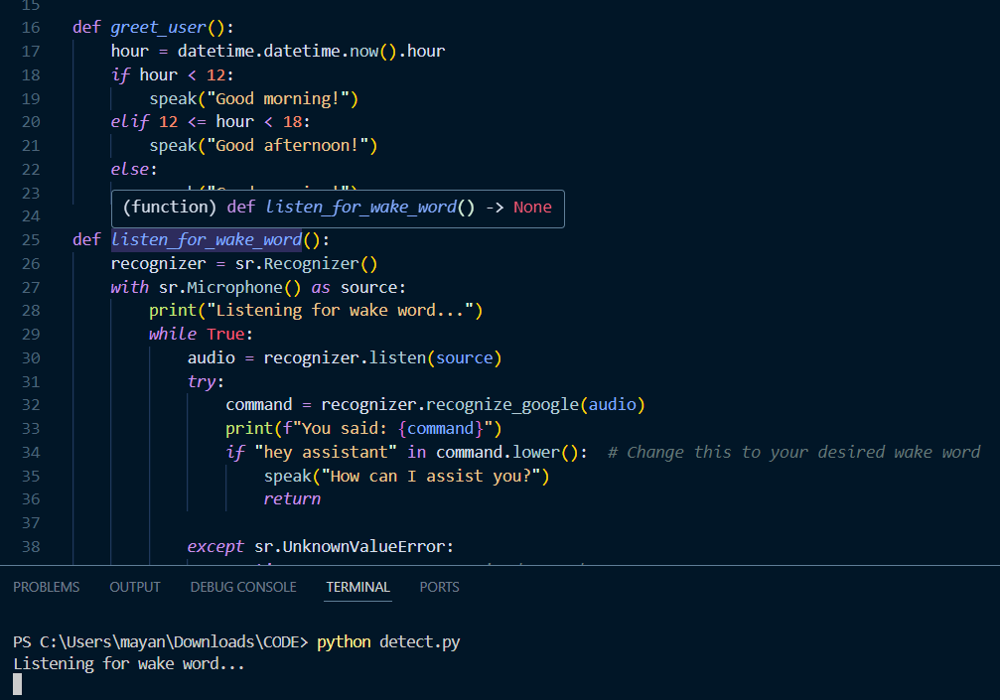 15
16 def greet_user():
17 hour = datetime.datetime.now().hour
18 if hour < 12:
19 speak("Good morning!")
20 elif 12 <= hour < 18:
21 speak("Good afternoon!")
22 else:
23
(function) def listen_for_wake_word() -> None
24
25 def listen_for_wake_word():
26 recognizer = sr.Recognizer()
27 with sr.Microphone() as source:
28 print("Listening for wake word...")
29 while True:
30 audio = recognizer.listen(source)
31 try:
32 command = recognizer.recognize_google(audio)
33 print(f"You said: {command}")
34 if "hey assistant" in command.lower(): # Change this to your desired wake word
35 speak("How can I assist you?")
36 return
37
38 except sr.UnknownValueError:
PROBLEMS OUTPUT DEBUG CONSOLE TERMINAL PORTS
PS C:\Users\mayan\Downloads\CODE> python detect.py
Listening for wake word...